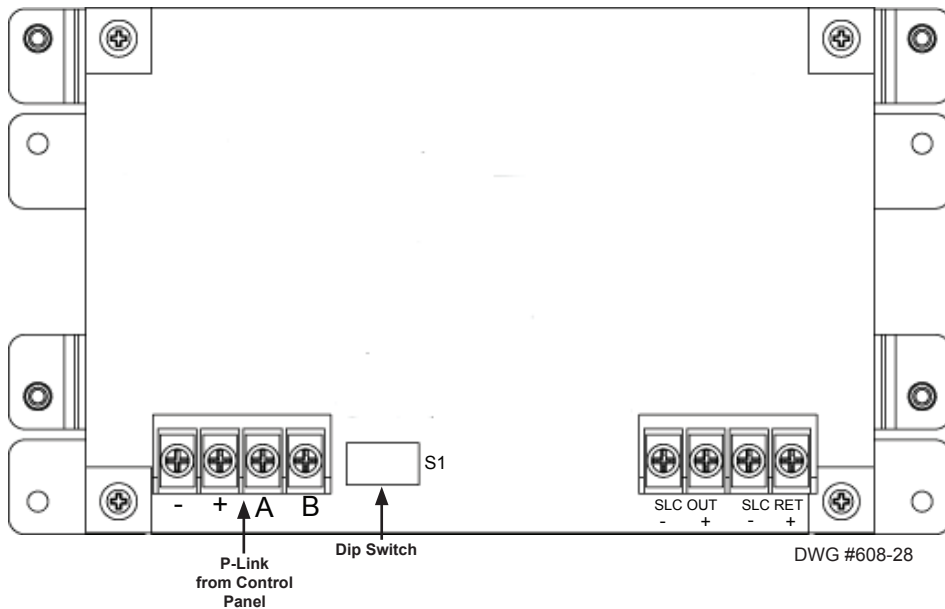 S1
- + A B
SLC OUT SLC RET
- + - +
Dip Switch
P-Link
from Control
Panel
DWG #608-28